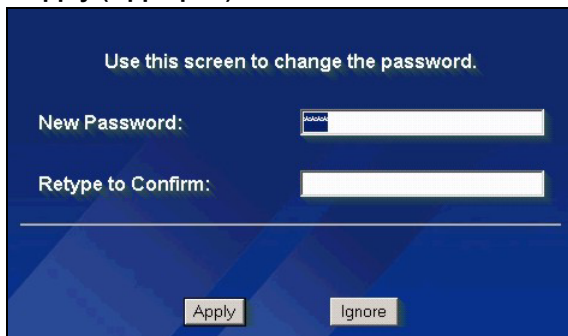 Use this screen to change the password.
New Password: ****
Retype to Confirm:
Apply Ignore